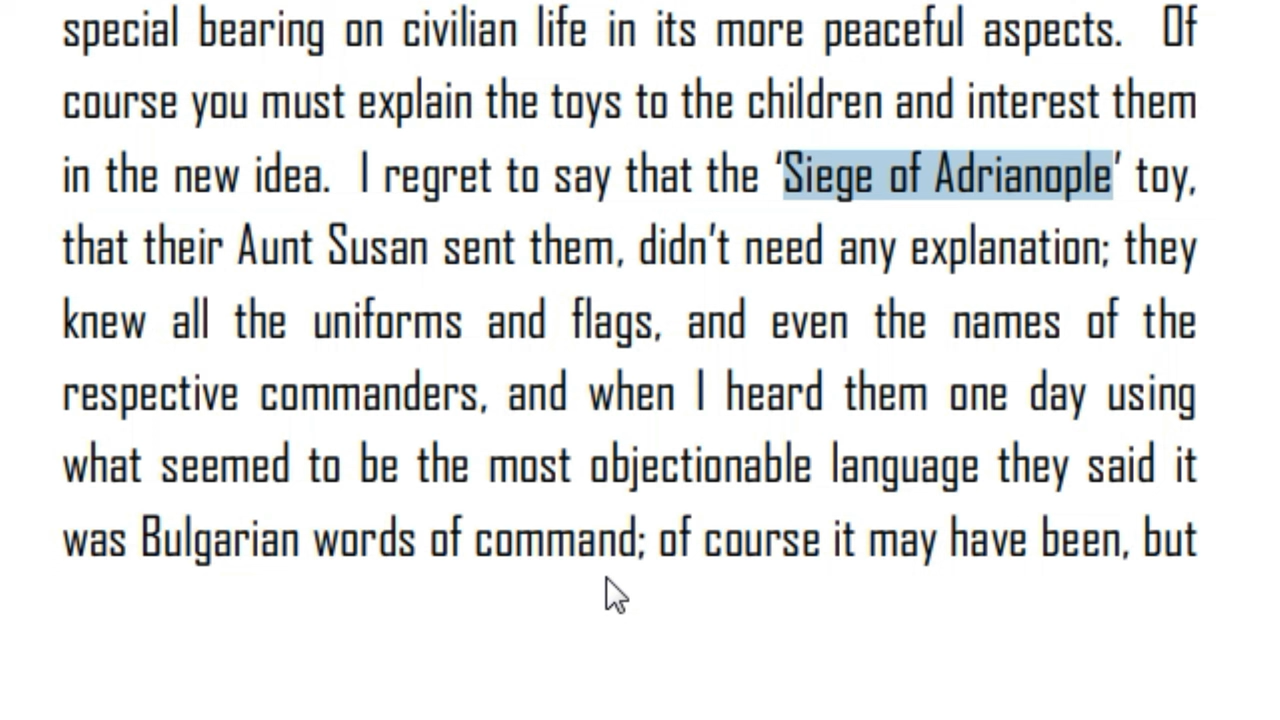 special bearing on civilian life in its more peaceful aspects.  Of
course you must explain the toys to the children and interest them
in the new idea.  I regret to say that the ‘Siege of Adrianople’ toy,
that their Aunt Susan sent them, didn’t need any explanation; they
knew all the uniforms and flags, and even the names of the
respective commanders, and when I heard them one day using
what seemed to be the most objectionable language they said it
was Bulgarian words of command; of course it may have been, but